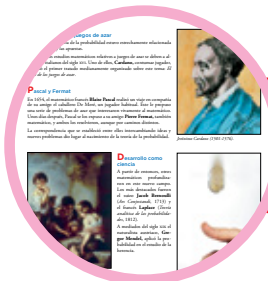 juegos de azar
de la probabilidad estuvo estrechamente relacionada
las apuestas.
estudios matemáticos relativos a juegos de azar se deben a al-
italianos del siglo XVI. Uno de ellos, Cardano, consumado jugador,
el primer tratado medianamente organizado sobre este tema: El
de los juegos de azar.
Pascal y Fermat
En 1654, el matemático francés Blaise Pascal realizó un viaje en compañía
de su amigo el caballero De Meré, un jugador habitual. Este le propuso
una serie de problemas de azar que interesaron vivamente al matemático.
Unos días después, Pascal se los expuso a su amigo Pierre Fermat, también
matemático, y ambos los resolvieron, aunque por caminos distintos.
La correspondencia que se estableció entre ellos intercambiando ideas y
nuevos problemas dio lugar al nacimiento de la teoría de la probabilidad.
Jerónimo Cardano (1501-1576).
Desarrollo como
ciencia
A partir de entonces, otros
matemáticos profundiza-
ron en este nuevo campo.
Los más destacados fueron
el suizo Jacob Bernoulli
(Ars Conjectandi, 1713) y
el francés Laplace (Teoría
analítica de las probabilida-
des, 1812).
A mediados del siglo XIX el
naturalista austriaco, Gre-
gor Mendel, aplicó la pro-
babilidad en el estudio de la
herencia.